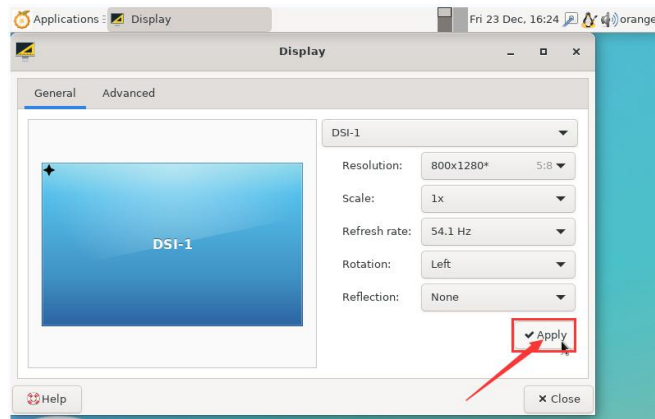 Applications Display Fri 23 Dec, 16:24 orange
Display
General Advanced
DSI-1
Resolution: 800x1280* 5:8
Scale: 1x
Refresh rate: 54.1 Hz
DSI-1
Rotation: Left
Reflection: None
Apply
Help Close